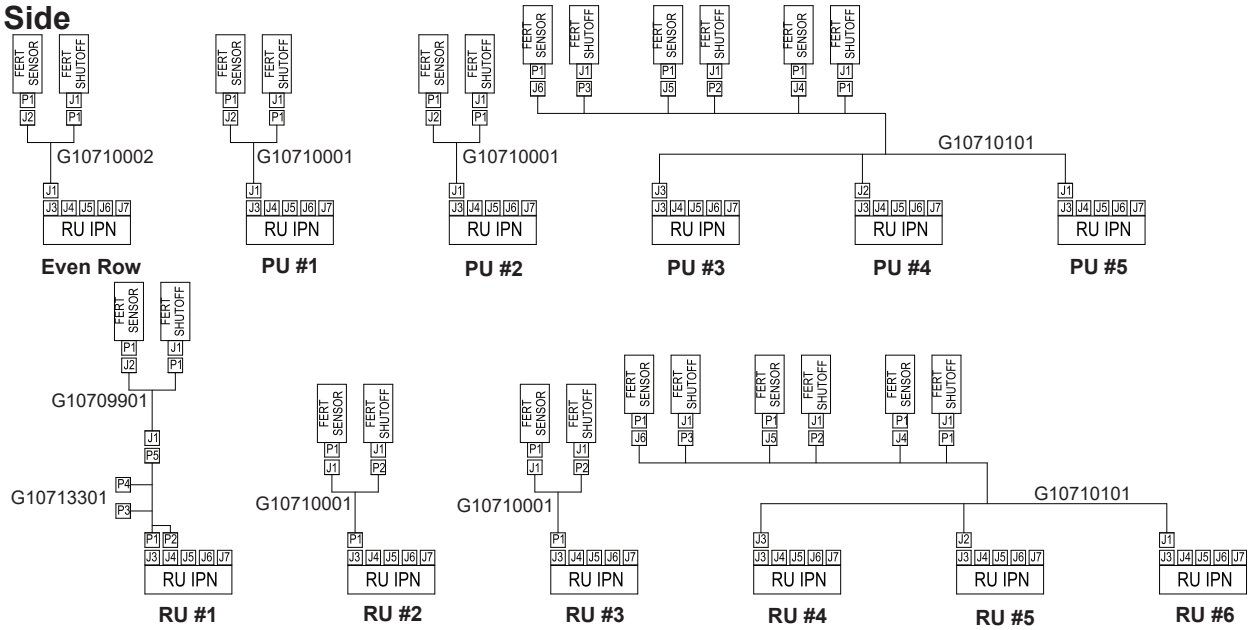 Side
FERT SENSOR
FERT SHUTOFF
P1 J1
J2 P1
G10710002
J1
J3 J4 J5 J6 J7
RU IPN
Even Row
FERT SENSOR
FERT SHUTOFF
P1 J1
J2 P1
G10710001
J1
J3 J4 J5 J6 J7
RU IPN
PU #1
FERT SENSOR
FERT SHUTOFF
P1 J1
J2 P1
G10710001
J1
J3 J4 J5 J6 J7
RU IPN
PU #2
FERT SENSOR
FERT SHUTOFF
FERT SENSOR
FERT SHUTOFF
FERT SENSOR
FERT SHUTOFF
P1 J1 P1 J1 P1 J1
J6 P3 J5 P2 J4 P1
G10710101
J3
J3 J4 J5 J6 J7
RU IPN
PU #3
J2
J3 J4 J5 J6 J7
RU IPN
PU #4
J1
J3 J4 J5 J6 J7
RU IPN
PU #5
FERT SENSOR
FERT SHUTOFF
P1 J1
J2 P1
G10709901
J1
P5
P4
G10713301
P3
P1 P2
J3 J4 J5 J6 J7
RU IPN
RU #1
FERT SENSOR
FERT SHUTOFF
P1 J1
J1 P2
G10710001
P1
J3 J4 J5 J6 J7
RU IPN
RU #2
FERT SENSOR
FERT SHUTOFF
P1 J1
J1 P2
G10710001
P1
J3 J4 J5 J6 J7
RU IPN
RU #3
FERT SENSOR
FERT SHUTOFF
FERT SENSOR
FERT SHUTOFF
FERT SENSOR
FERT SHUTOFF
P1 J1 P1 J1 P1 J1
J6 P3 J5 P2 J4 P1
G10710101
J3
J3 J4 J5 J6 J7
RU IPN
RU #4
J2
J3 J4 J5 J6 J7
RU IPN
RU #5
J1
J3 J4 J5 J6 J7
RU IPN
RU #6